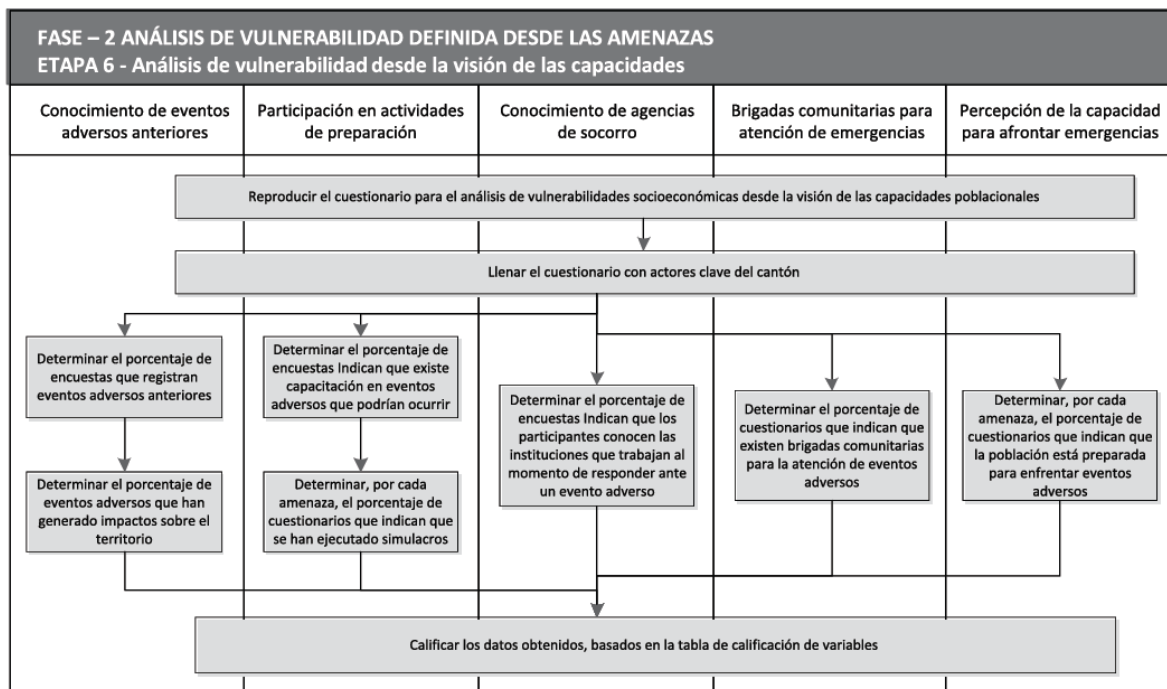 FASE – 2 ANÁLISIS DE VULNERABILIDAD DEFINIDA DESDE LAS AMENAZAS
ETAPA 6 - Análisis de vulnerabilidad desde la visión de las capacidades
Conocimiento de eventos
adversos anteriores
Participación en actividades
de preparación
Conocimiento de agencias
de socorro
Brigadas comunitarias para
atención de emergencias
Percepción de la capacidad
para afrontar emergencias
Reproducir el cuestionario para el análisis de vulnerabilidades socioeconómicas desde la visión de las capacidades poblacionales
Llenar el cuestionario con actores clave del cantón
Determinar el porcentaje de
encuestas que registran
eventos adversos anteriores
Determinar el porcentaje de
eventos adversos que han
generado impactos sobre el
territorio
Determinar el porcentaje de
encuestas Indican que existe
capacitación en eventos
adversos que podrían ocurrir
Determinar, por cada
amenaza, el porcentaje de
cuestionarios que indican que
se han ejecutado simulacros
Determinar el porcentaje de
encuestas Indican que los
participantes conocen las
instituciones que trabajan al
momento de responder ante
un evento adverso
Determinar el porcentaje de
cuestionarios que indican que
existen brigadas comunitarias
para la atención de eventos
adversos
Determinar, por cada
amenaza, el porcentaje de
cuestionarios que indican que
la población está preparada
para enfrentar eventos
adversos
Calificar los datos obtenidos, basados en la tabla de calificación de variables